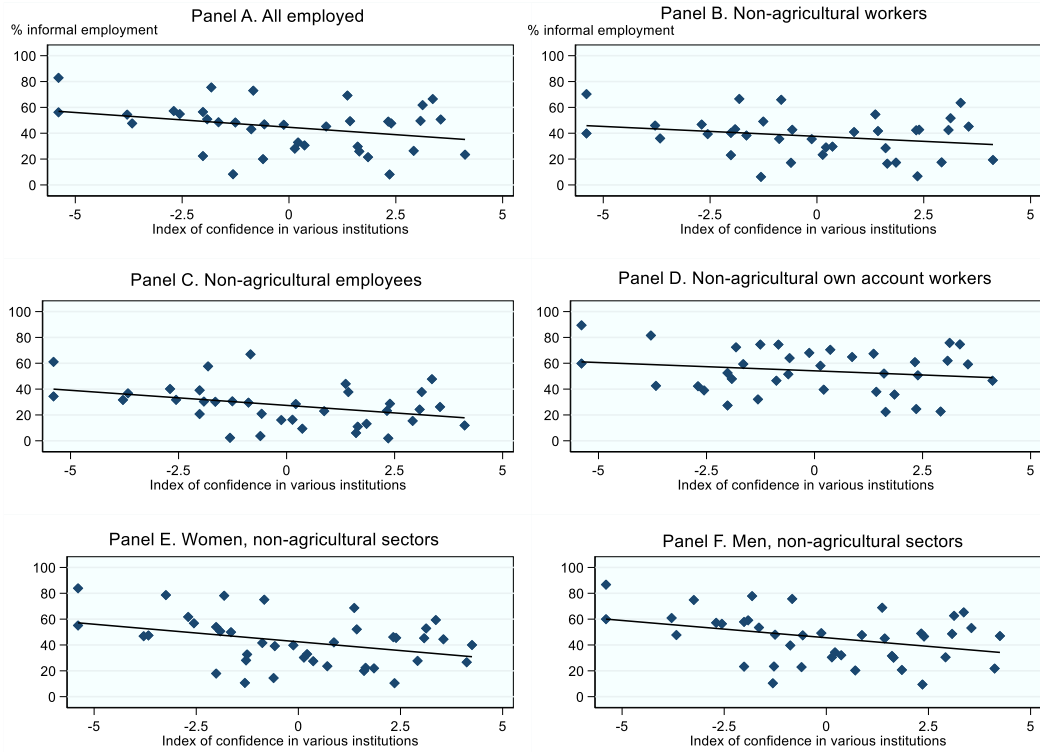 Panel A. All employed
% informal employment
100
80
60
40
20
0
-5 -2.5 0 2.5 5
Index of confidence in various institutions
Panel B. Non-agricultural workers
% informal employment
100
80
60
40
20
0
-5 -2.5 0 2.5 5
Index of confidence in various institutions
Panel C. Non-agricultural employees
100
80
60
40
20
0
-5 -2.5 0 2.5 5
Index of confidence in various institutions
Panel D. Non-agricultural own account workers
100
80
60
40
20
0
-5 -2.5 0 2.5 5
Index of confidence in various institutions
Panel E. Women, non-agricultural sectors
100
80
60
40
20
0
-5 -2.5 0 2.5 5
Index of confidence in various institutions
Panel F. Men, non-agricultural sectors
100
80
60
40
20
0
-5 -2.5 0 2.5 5
Index of confidence in various institutions